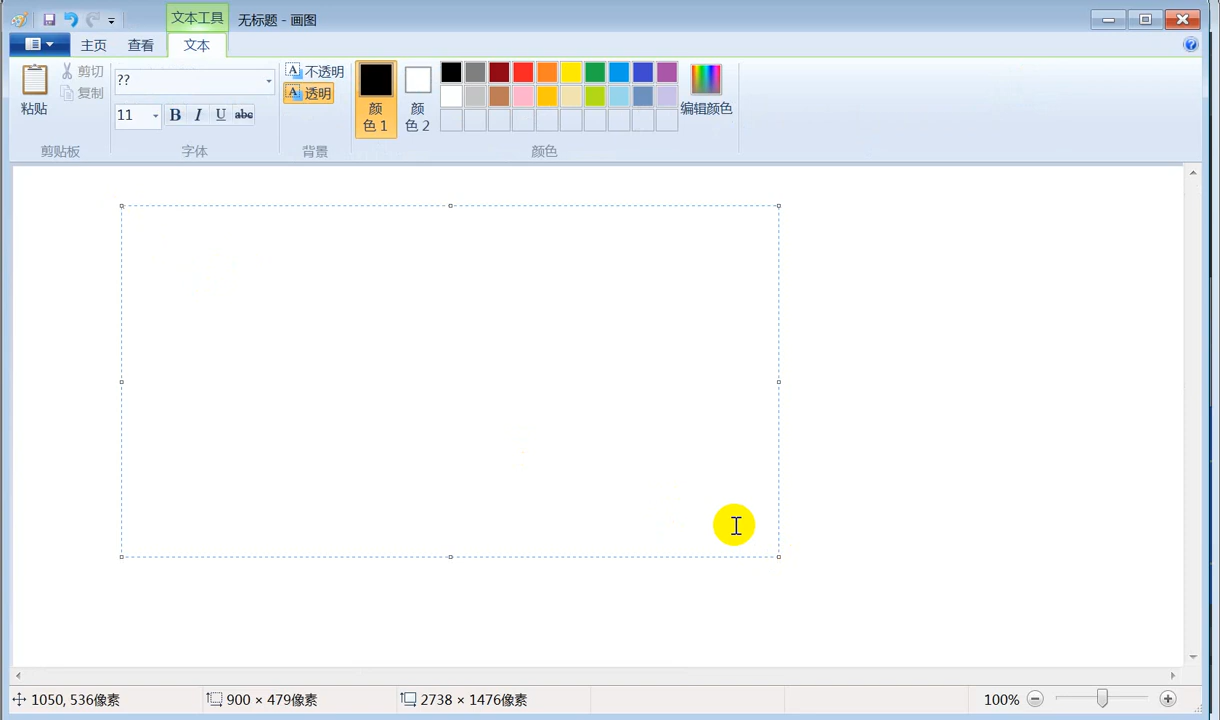 文本工具 无标题 - 画图
主页 查看 文本
粘贴 剪切 复制
??
11 B I U abc
A 不透明
A 透明
颜色 1
颜色 2
编辑颜色
剪贴板 字体 背景 颜色
1050, 536像素 900 × 479像素 2738 × 1476像素 100%